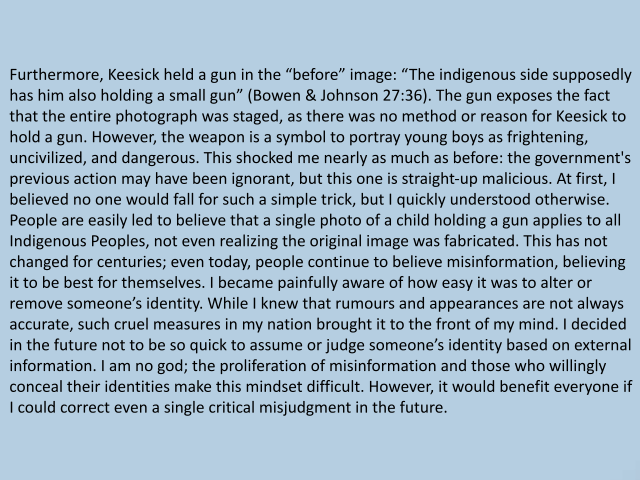 Furthermore, Keesick held a gun in the “before” image: “The indigenous side supposedly
has him also holding a small gun” (Bowen & Johnson 27:36). The gun exposes the fact
that the entire photograph was staged, as there was no method or reason for Keesick to
hold a gun. However, the weapon is a symbol to portray young boys as frightening,
uncivilized, and dangerous. This shocked me nearly as much as before: the government's
previous action may have been ignorant, but this one is straight-up malicious. At first, I
believed no one would fall for such a simple trick, but I quickly understood otherwise.
People are easily led to believe that a single photo of a child holding a gun applies to all
Indigenous Peoples, not even realizing the original image was fabricated. This has not
changed for centuries; even today, people continue to believe misinformation, believing
it to be best for themselves. I became painfully aware of how easy it was to alter or
remove someone’s identity. While I knew that rumours and appearances are not always
accurate, such cruel measures in my nation brought it to the front of my mind. I decided
in the future not to be so quick to assume or judge someone’s identity based on external
information. I am no god; the proliferation of misinformation and those who willingly
conceal their identities make this mindset difficult. However, it would benefit everyone if
I could correct even a single critical misjudgment in the future.